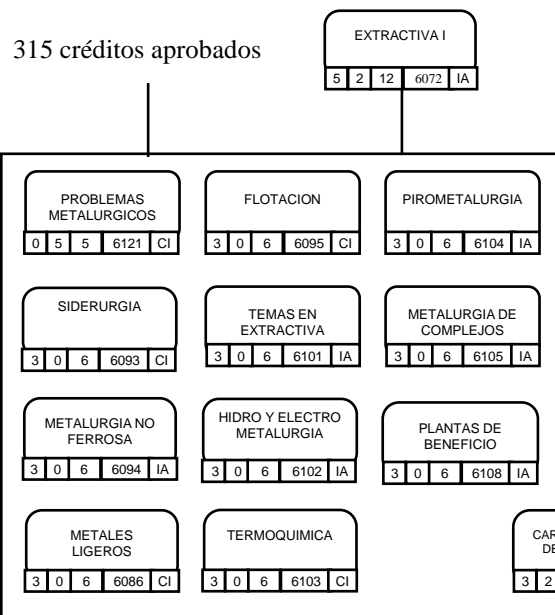 315 créditos aprobados
EXTRACTIVA I
5 2 12 6072 IA
PROBLEMAS
METALURGICOS
0 5 5 6121 CI
FLOTACION
3 0 6 6095 CI
PIROMETALURGIA
3 0 6 6104 IA
SIDERURGIA
3 0 6 6093 CI
TEMAS EN
EXTRACTIVA
3 0 6 6101 IA
METALURGIA DE
COMPLEJOS
3 0 6 6105 IA
METALURGIA NO
FERROSA
3 0 6 6094 IA
HIDRO Y ELECTRO
METALURGIA
3 0 6 6102 IA
PLANTAS DE
BENEFICIO
3 0 6 6108 IA
METALES
LIGEROS
3 0 6 6086 CI
TERMOQUIMICA
3 0 6 6103 CI
3 2